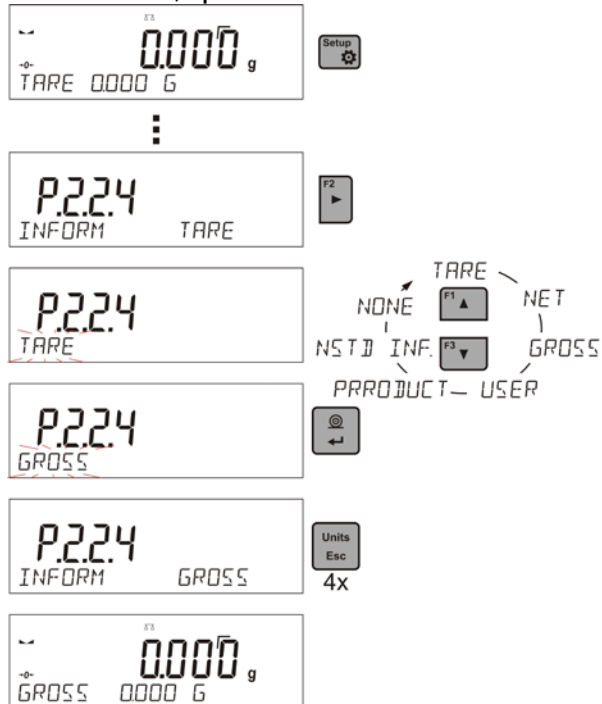 0.000 g
-0-
TARE 0.000 G
Setup
P.2.2.4
INFORM TARE
F2
P.2.2.4
TARE
TARE
NONE F1 NET
NSTD INF. F3 GROSS
PRRODUCT USER
P.2.2.4
GROSS
P.2.2.4
INFORM GROSS
Units
Esc
4x
0.000 g
-0-
GROSS 0.000 G